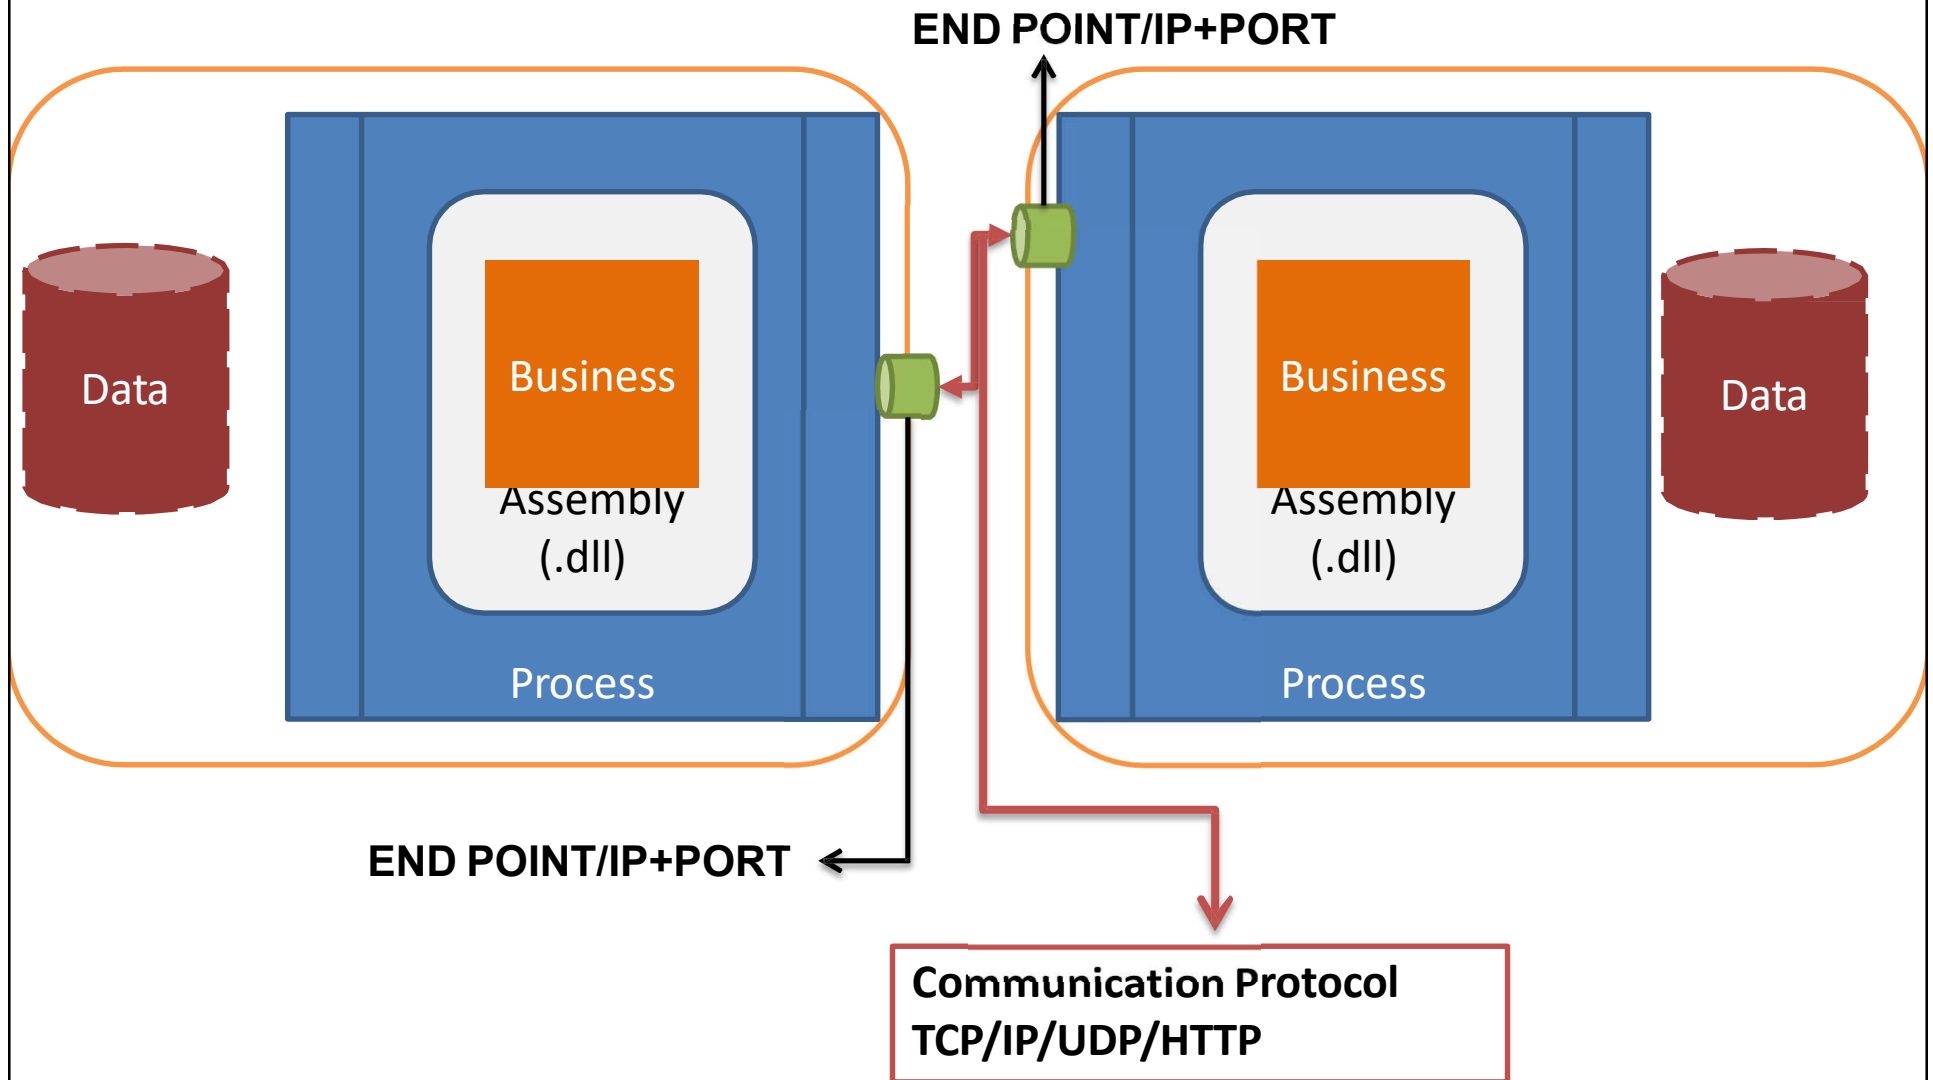 END POINT/IP+PORT
Data
Business
Assembly
(.dll)
Process
Business
Assembly
(.dll)
Process
Data
END POINT/IP+PORT
Communication Protocol
TCP/IP/UDP/HTTP